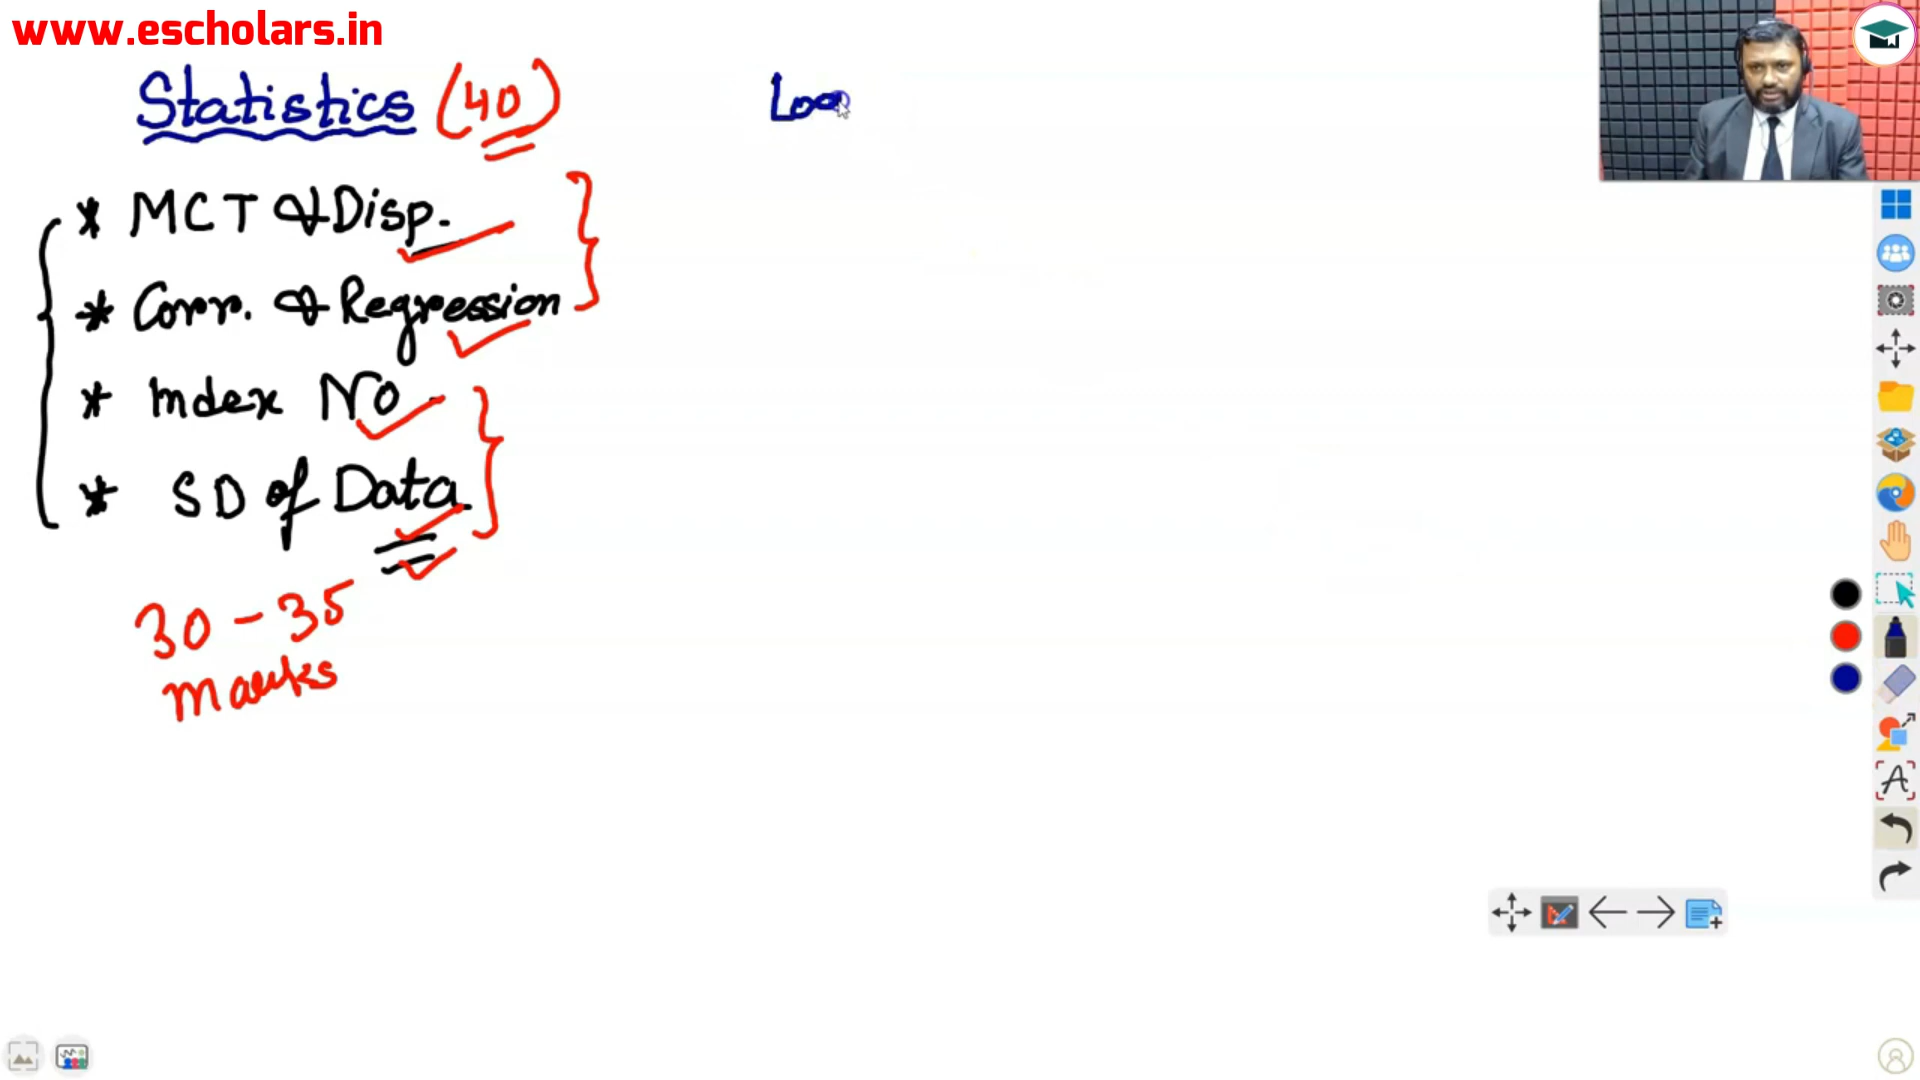 www.escholars.in
Statistics (40)
* MCT & Disp.
* Corr. & Regression
* Index No
* SD of Data
30 - 35
Marks